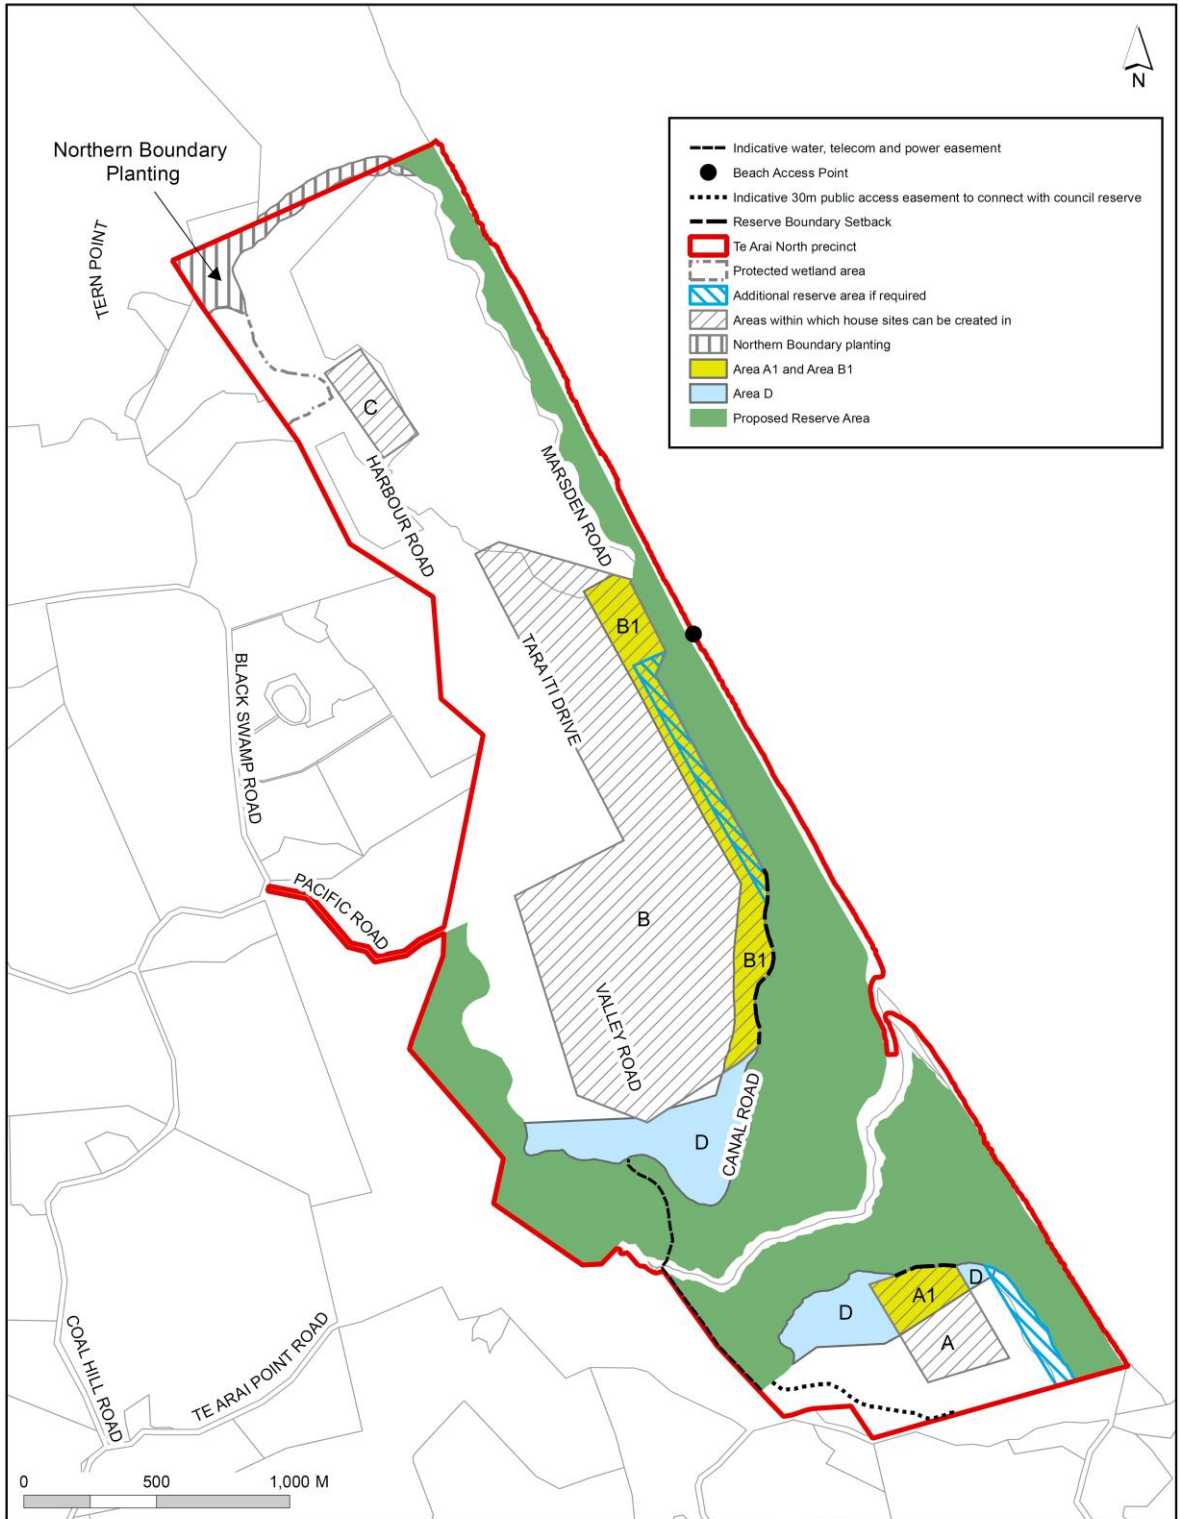 N
Northern Boundary
Planting
TERN POINT
Indicative water, telecom and power easement
Beach Access Point
Indicative 30m public access easement to connect with council reserve
Reserve Boundary Setback
Te Arai North precinct
Protected wetland area
Additional reserve area if required
Areas within which house sites can be created in
Northern Boundary planting
Area A1 and Area B1
Area D
Proposed Reserve Area
C
HARBOUR ROAD
MARSDEN ROAD
B1
TARA ITI DRIVE
BLACK SWAMP ROAD
PACIFIC ROAD
B
B1
VALLEY ROAD
CANAL ROAD
D
D
A1
D
A
COAL HILL ROAD
TE ARAI POINT ROAD
0 500 1,000 M